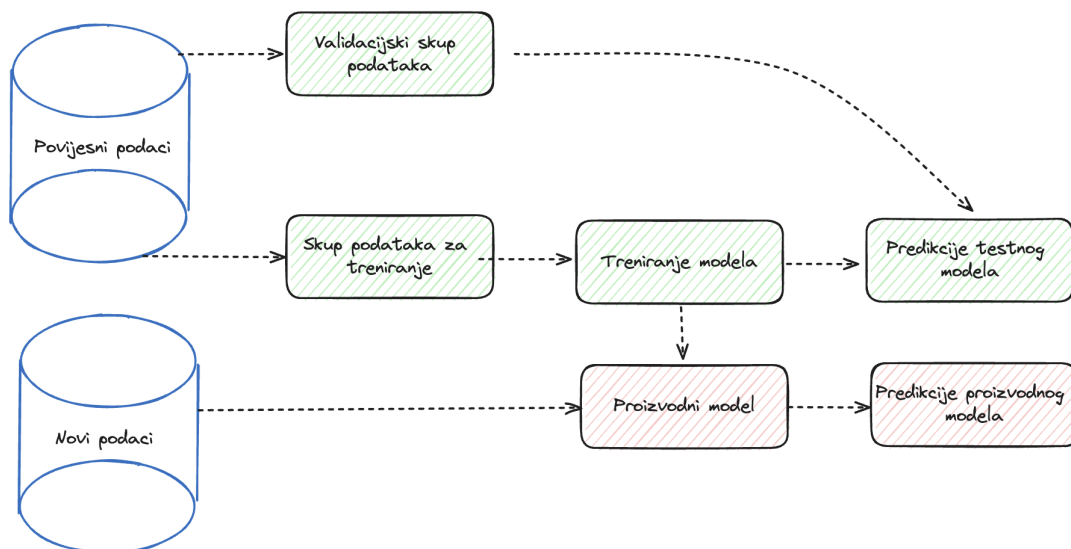 Validacijski skup
podataka
Povijesni podaci
Skup podataka za
treniranje
Treniranje modela
Predikcije testnog
modela
Novi podaci
Proizvodni model
Predikcije proizvodnog
modela